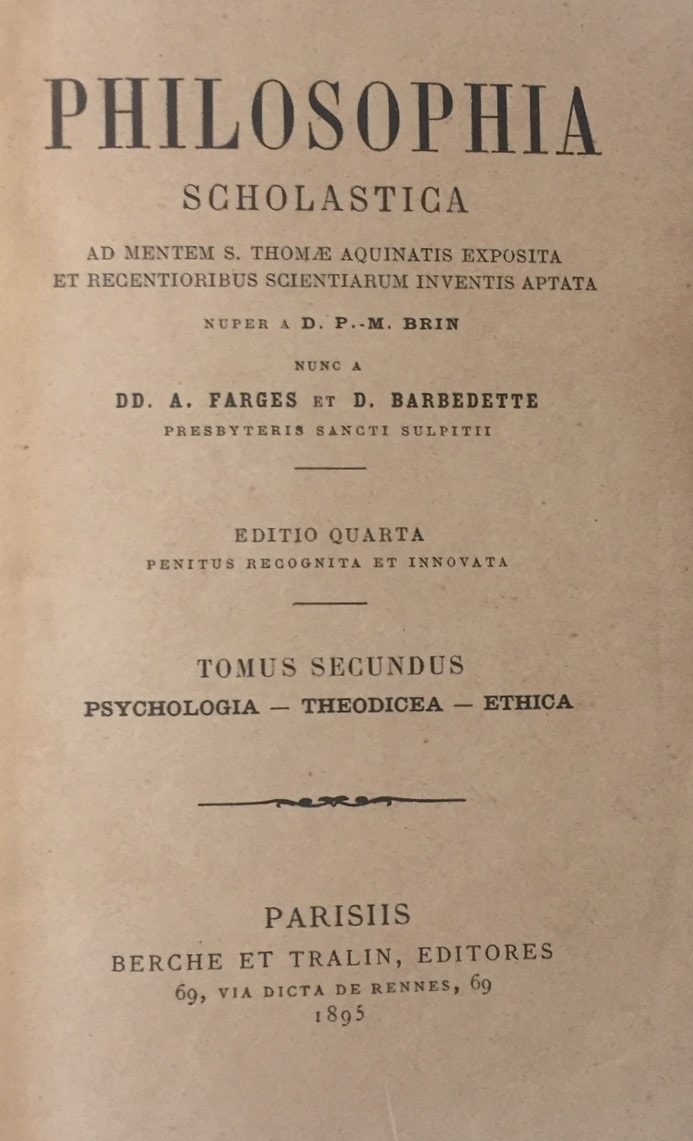 PHILOSOPHIA
SCHOLASTICA
AD MENTEM S. THOMÆ AQUINATIS EXPOSITA
ET RECENTIORIBUS SCIENTIARUM INVENTIS APTATA
NUPER A D. P.-M. BRIN
NUNC A
DD. A. FARGES ET D. BARBEDETTE
PRESBYTERIS SANCTI SULPITII
EDITIO QUARTA
PENITUS RECOGNITA ET INNOVATA
TOMUS SECUNDUS
PSYCHOLOGIA — THEODICEA — ETHICA
PARISIIS
BERCHE ET TRALIN, EDITORES
69, VIA DICTA DE RENNES, 69
1895